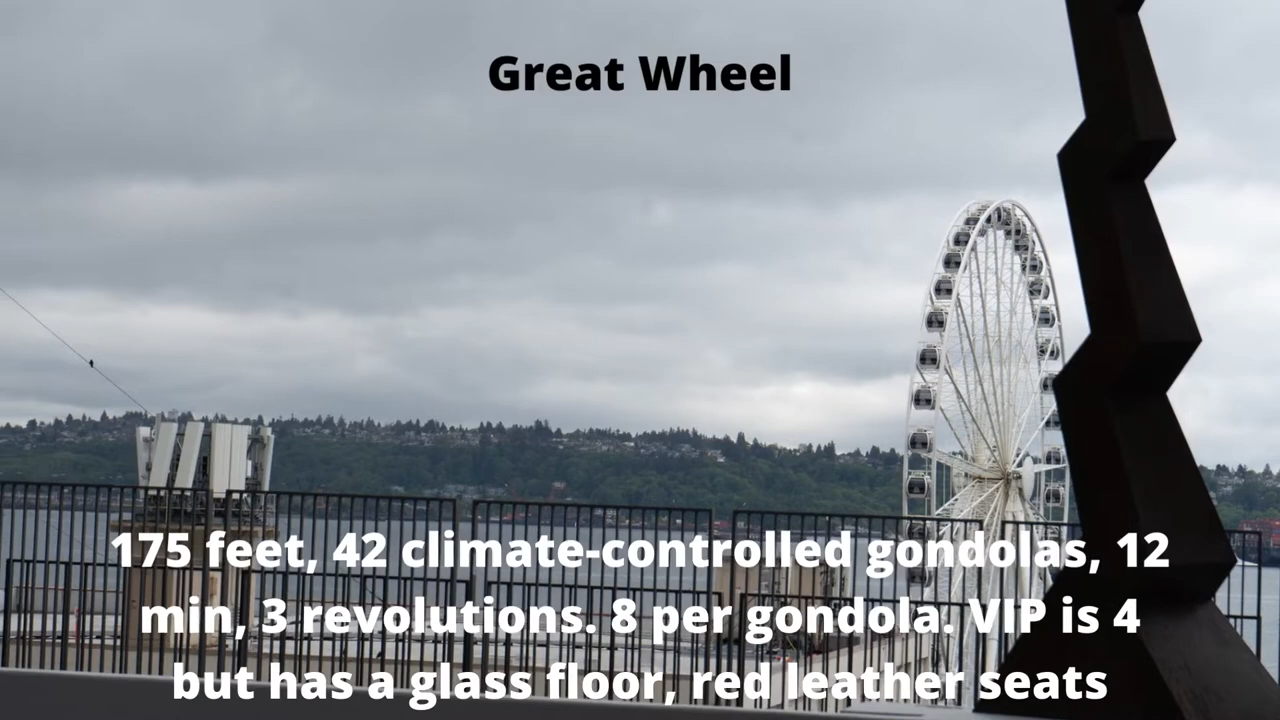 Great Wheel
175 feet, 42 climate-controlled gondolas, 12
min, 3 revolutions. 8 per gondola. VIP is 4
but has a glass floor, red leather seats